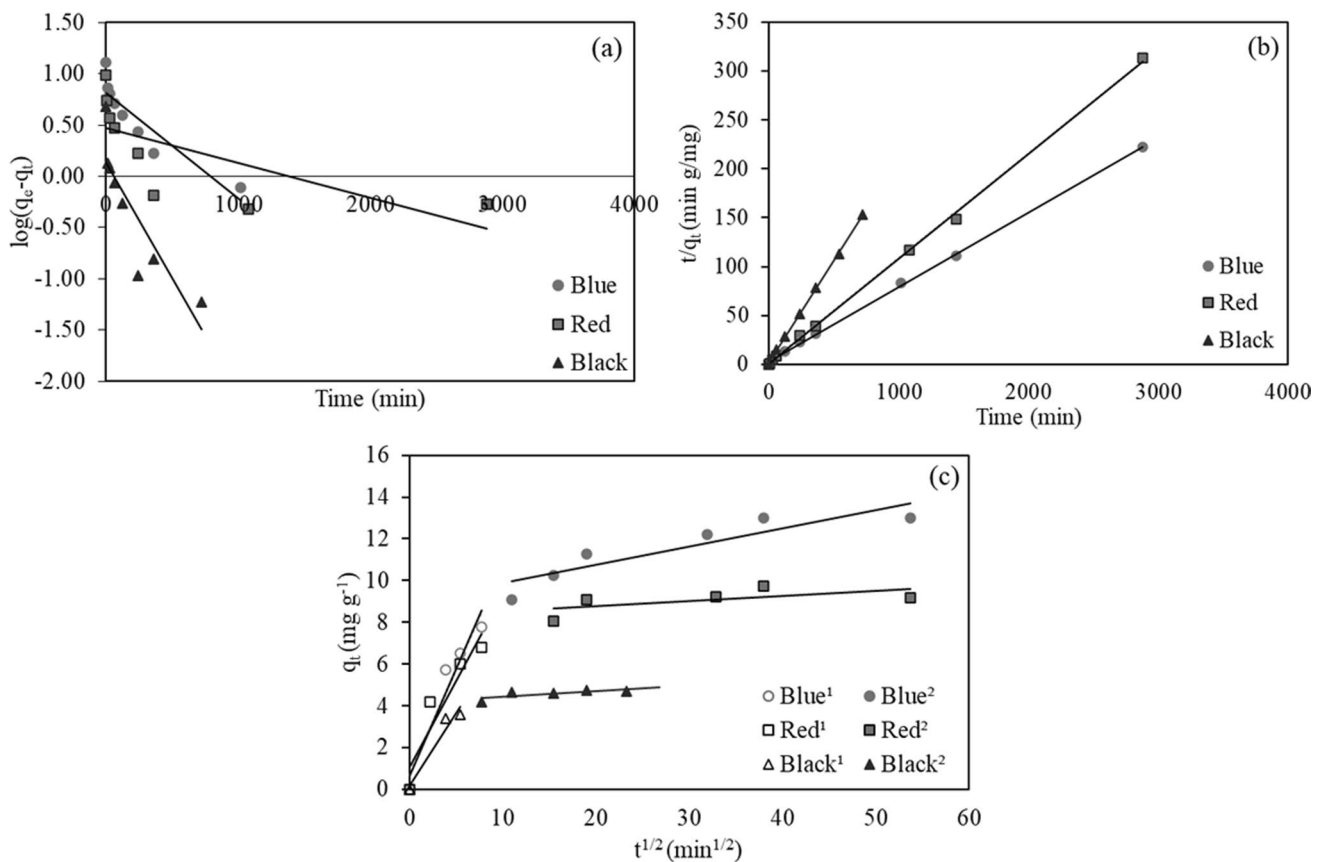 (a)
1.50
1.00
0.50
0.00
-0.50
-1.00
-1.50
-2.00
log(qₑ-qₜ)
0 1000 2000 3000 4000
Time (min)
Blue
Red
Black
(b)
350
300
250
200
150
100
50
0
t/qₜ (min g/mg)
0 1000 2000 3000 4000
Time (min)
Blue
Red
Black
(c)
16
14
12
10
8
6
4
2
0
qₜ (mg g⁻¹)
0 10 20 30 40 50 60
t¹/² (min¹/²)
Blue¹ Blue²
Red¹ Red²
Black¹ Black²